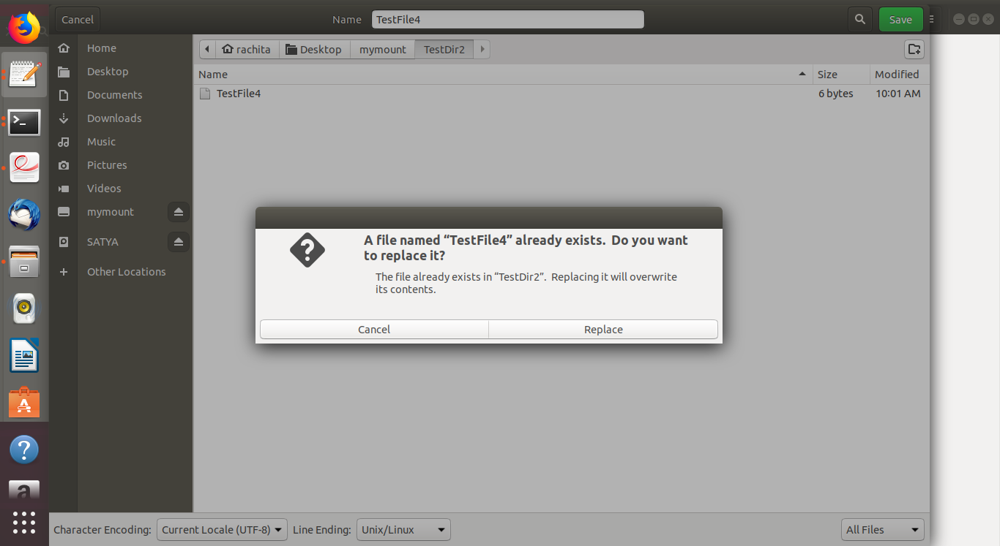 Cancel
Name
TestFile4
Save
rachita
Desktop
mymount
TestDir2
Home
Desktop
Documents
Downloads
Music
Pictures
Videos
mymount
SATYA
Other Locations
Name
Size
Modified
TestFile4
6 bytes
10:01 AM
A file named “TestFile4” already exists.  Do you want
to replace it?
The file already exists in “TestDir2”.  Replacing it will overwrite
its contents.
Cancel
Replace
Character Encoding:
Current Locale (UTF-8)
Line Ending:
Unix/Linux
All Files